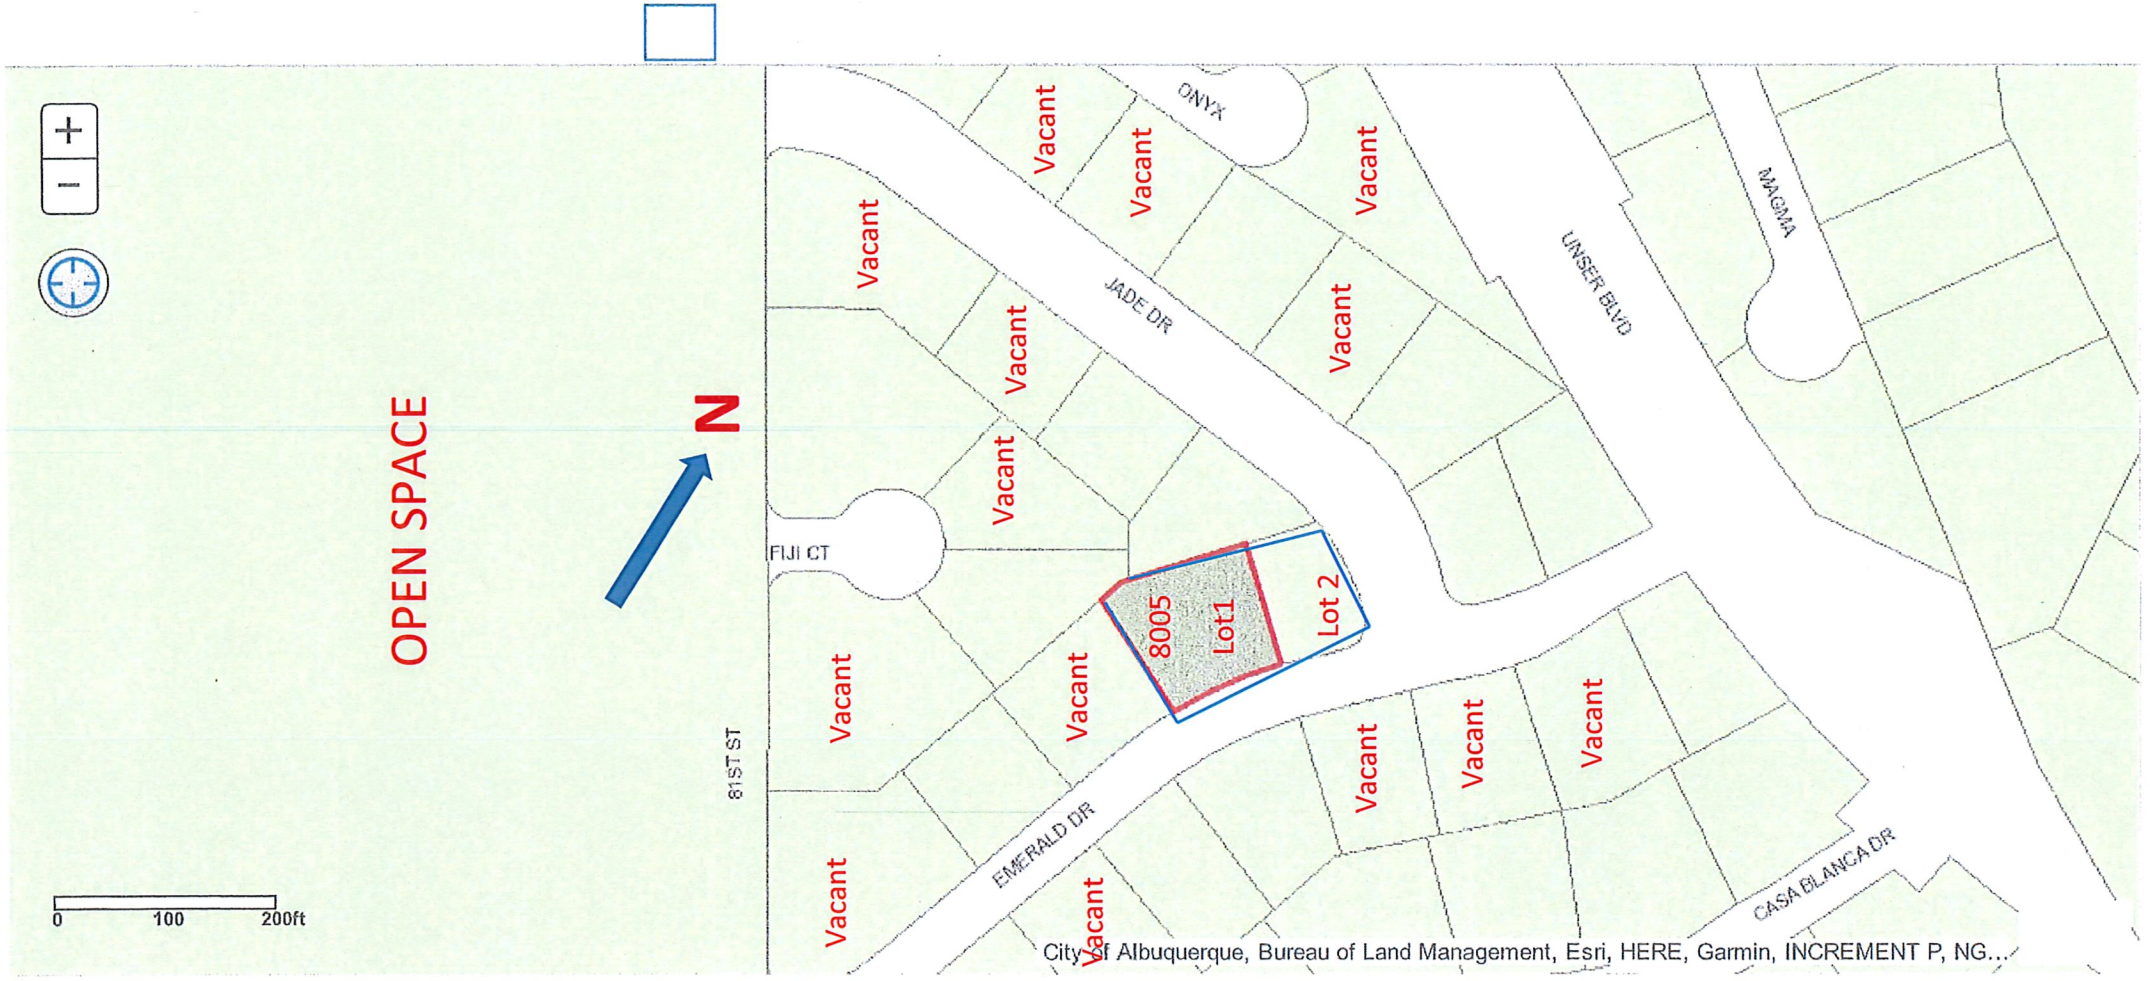 ONYX
Vacant
Vacant
Vacant
MAGMA
Vacant
UNSER BLVD
JADE DR
Vacant
Vacant
OPEN SPACE
N
Vacant
FIJI CT
8005
Lot1
Lot 2
Vacant
Vacant
81ST ST
Vacant
Vacant
Vacant
EMERALD DR
Vacant
Vacant
CASA BLANCA DR
0 100 200ft
City of Albuquerque, Bureau of Land Management, Esri, HERE, Garmin, INCREMENT P, NG...